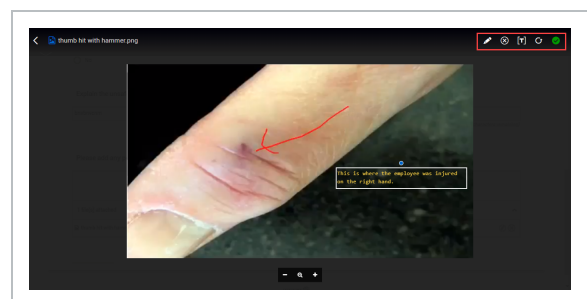 thumb hit with hammer.png
[T]
This is where the employee was injured
on the right hand.